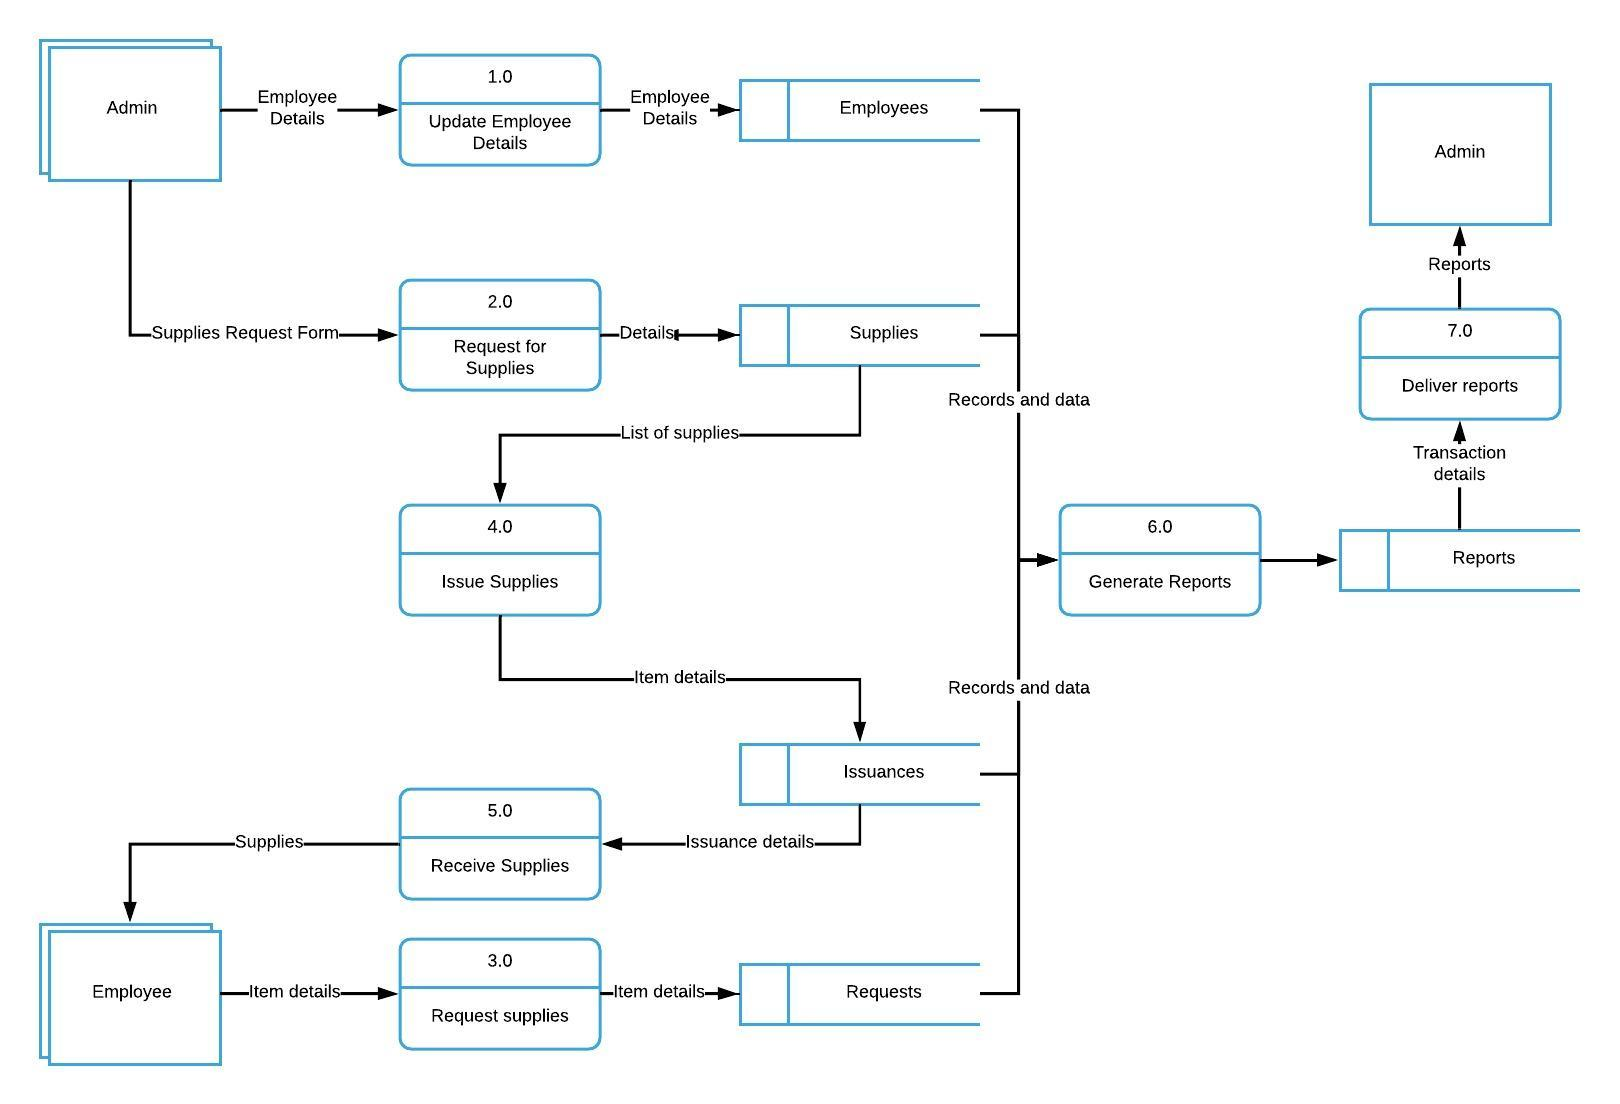 Admin
Employee
Details
1.0
Update Employee
Details
Employee
Details
Employees
Admin
Reports
Supplies Request Form
2.0
Request for
Supplies
Details
Supplies
7.0
Deliver reports
Records and data
List of supplies
Transaction
details
4.0
Issue Supplies
6.0
Generate Reports
Reports
Item details
Records and data
Issuances
5.0
Receive Supplies
Supplies
Issuance details
Employee
Item details
3.0
Request supplies
Item details
Requests